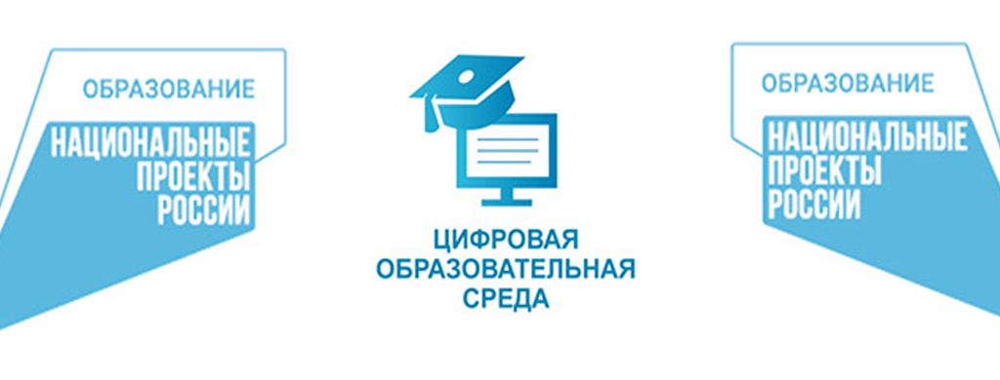 ОБРАЗОВАНИЕ
НАЦИОНАЛЬНЫЕ
ПРОЕКТЫ
РОССИИ
ЦИФРОВАЯ
ОБРАЗОВАТЕЛЬНАЯ
СРЕДА
ОБРАЗОВАНИЕ
НАЦИОНАЛЬНЫЕ
ПРОЕКТЫ
РОССИИ